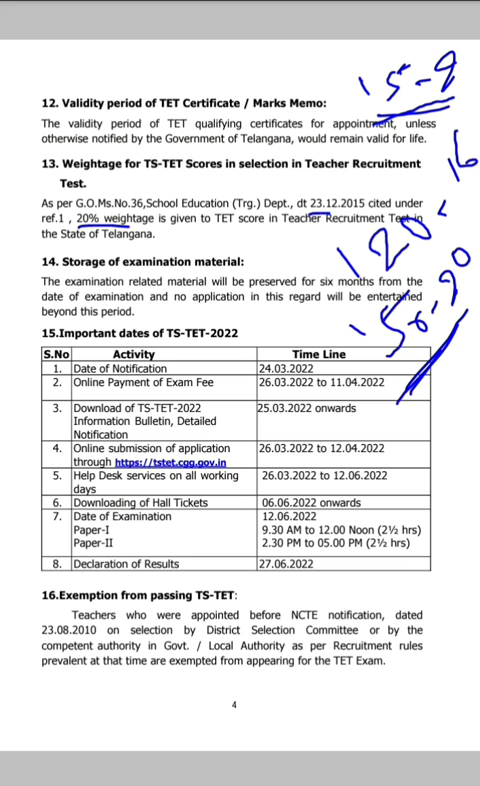 12. Validity period of TET Certificate / Marks Memo:
The validity period of TET qualifying certificates for appointment, unless
otherwise notified by the Government of Telangana, would remain valid for life.
13. Weightage for TS-TET Scores in selection in Teacher Recruitment
Test.
As per G.O.Ms.No.36,School Education (Trg.) Dept., dt 23.12.2015 cited under
ref.1 , 20% weightage is given to TET score in Teacher Recruitment Test in
the State of Telangana.
14. Storage of examination material:
The examination related material will be preserved for six months from the
date of examination and no application in this regard will be entertained
beyond this period.
15.Important dates of TS-TET-2022
S.No Activity Time Line
1. Date of Notification 24.03.2022
2. Online Payment of Exam Fee 26.03.2022 to 11.04.2022
3. Download of TS-TET-2022 25.03.2022 onwards
Information Bulletin, Detailed
Notification
4. Online submission of application 26.03.2022 to 12.04.2022
through https://tstet.cgg.gov.in
5. Help Desk services on all working 26.03.2022 to 12.06.2022
days
6. Downloading of Hall Tickets 06.06.2022 onwards
7. Date of Examination 12.06.2022
Paper-I 9.30 AM to 12.00 Noon (2½ hrs)
Paper-II 2.30 PM to 05.00 PM (2½ hrs)
8. Declaration of Results 27.06.2022
16.Exemption from passing TS-TET:
Teachers who were appointed before NCTE notification, dated
23.08.2010 on selection by District Selection Committee or by the
competent authority in Govt. / Local Authority as per Recruitment rules
prevalent at that time are exempted from appearing for the TET Exam.
4
150-90
120